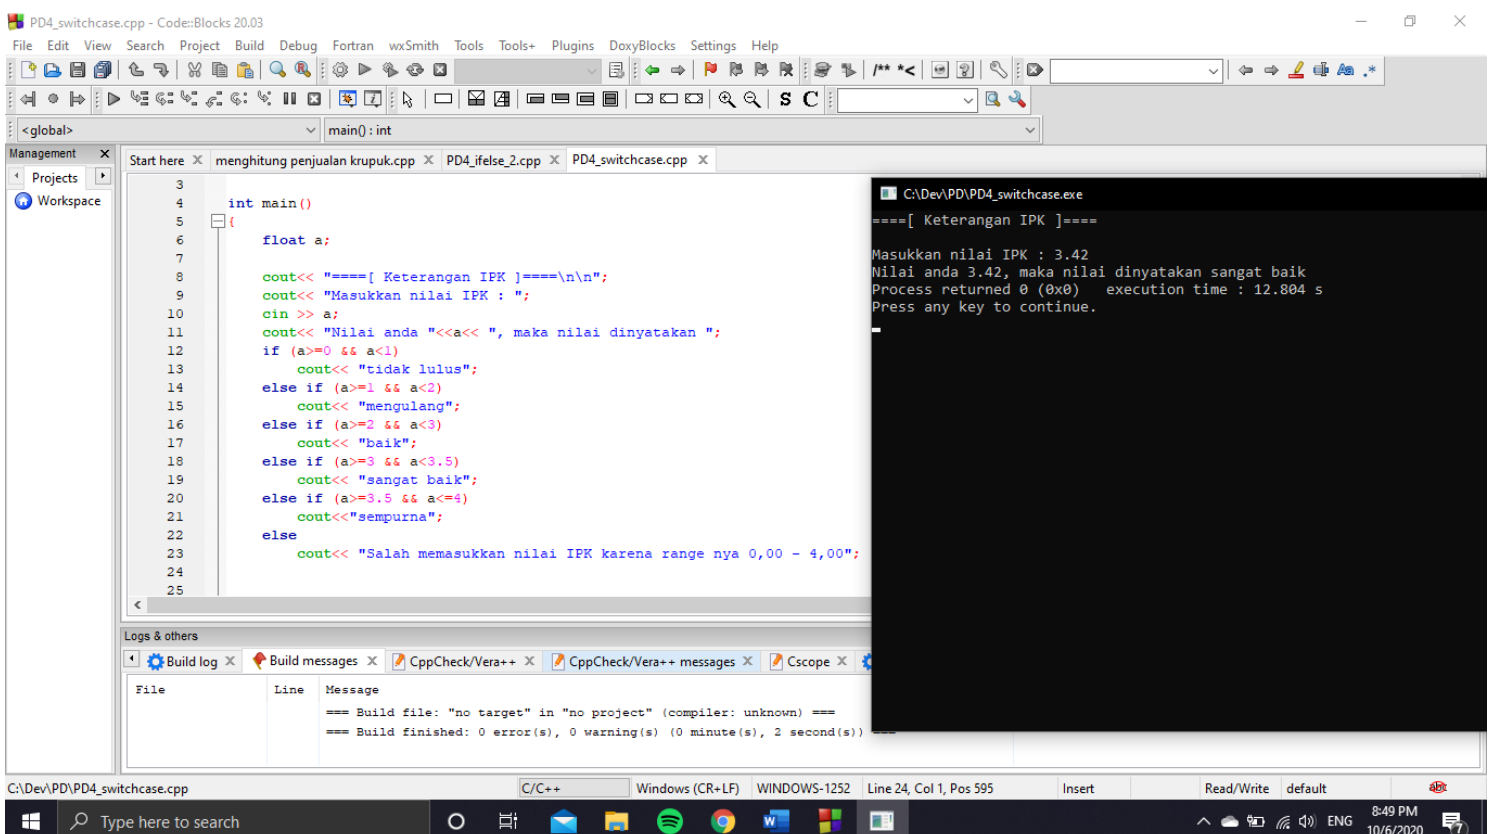 PD4_switchcase.cpp - Code::Blocks 20.03
File Edit View Search Project Build Debug Fortran wxSmith Tools Tools+ Plugins DoxyBlocks Settings Help
/** *<
Aa .*
S C
<global> main() : int
Management X
Projects
Workspace
Start here X menghitung penjualan krupuk.cpp X PD4_ifelse_2.cpp X PD4_switchcase.cpp X
3
4 int main()
5 {
6 float a;
7
8 cout<< "====[ Keterangan IPK ]====\n\n";
9 cout<< "Masukkan nilai IPK : ";
10 cin >> a;
11 cout<< "Nilai anda "<<a<< ", maka nilai dinyatakan ";
12 if (a>=0 && a<1)
13 cout<< "tidak lulus";
14 else if (a>=1 && a<2)
15 cout<< "mengulang";
16 else if (a>=2 && a<3)
17 cout<< "baik";
18 else if (a>=3 && a<3.5)
19 cout<< "sangat baik";
20 else if (a>=3.5 && a<=4)
21 cout<<"sempurna";
22 else
23 cout<< "Salah memasukkan nilai IPK karena range nya 0,00 - 4,00";
24
25
C:\Dev\PD\PD4_switchcase.exe
====[ Keterangan IPK ]====
Masukkan nilai IPK : 3.42
Nilai anda 3.42, maka nilai dinyatakan sangat baik
Process returned 0 (0x0) execution time : 12.804 s
Press any key to continue.
Logs & others
Build log X Build messages X CppCheck/Vera++ X CppCheck/Vera++ messages X Cscope X
File Line Message
=== Build file: "no target" in "no project" (compiler: unknown) ===
=== Build finished: 0 error(s), 0 warning(s) (0 minute(s), 2 second(s)) ===
C:\Dev\PD\PD4_switchcase.cpp C/C++ Windows (CR+LF) WINDOWS-1252 Line 24, Col 1, Pos 595 Insert Read/Write default
Type here to search
ENG
8:49 PM
10/6/2020
7